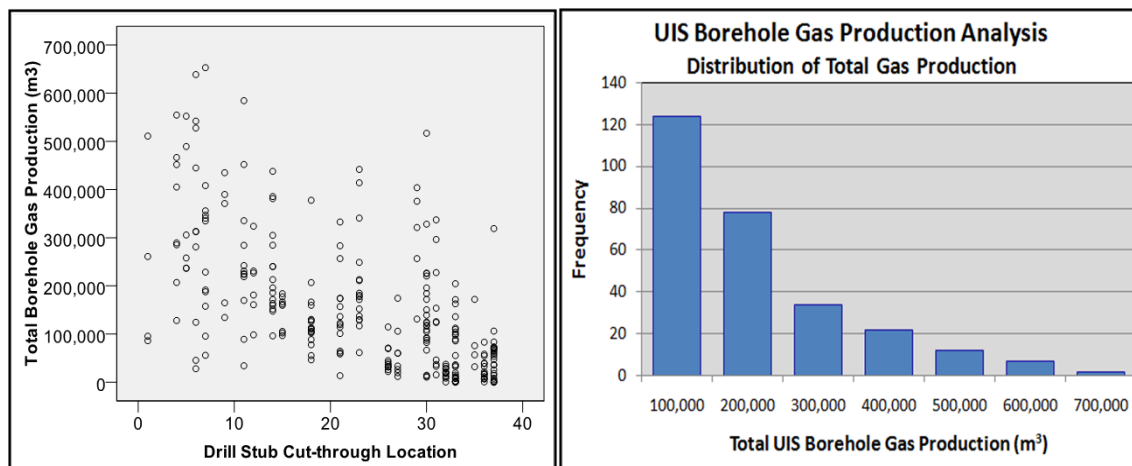 Total Borehole Gas Production (m3)
700,000
600,000
500,000
400,000
300,000
200,000
100,000
0
0 10 20 30 40
Drill Stub Cut-through Location
UIS Borehole Gas Production Analysis
Distribution of Total Gas Production
Frequency
140
120
100
80
60
40
20
0
100,000 200,000 300,000 400,000 500,000 600,000 700,000
Total UIS Borehole Gas Production (m³)